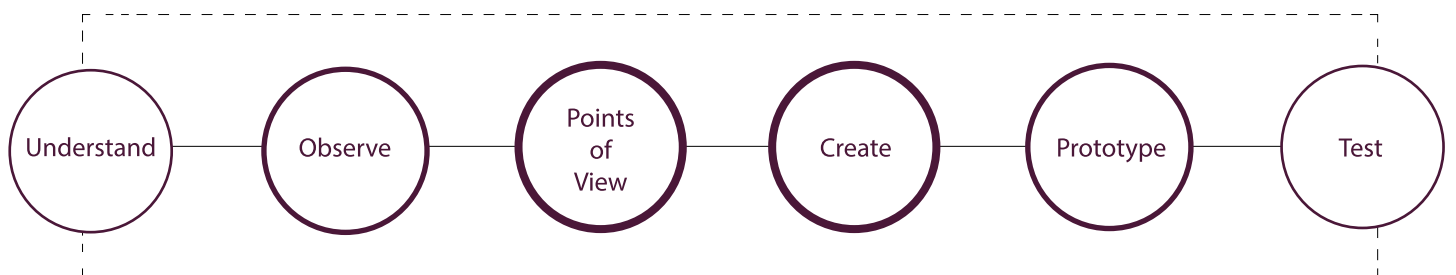 Understand
Observe
Points
of
View
Create
Prototype
Test